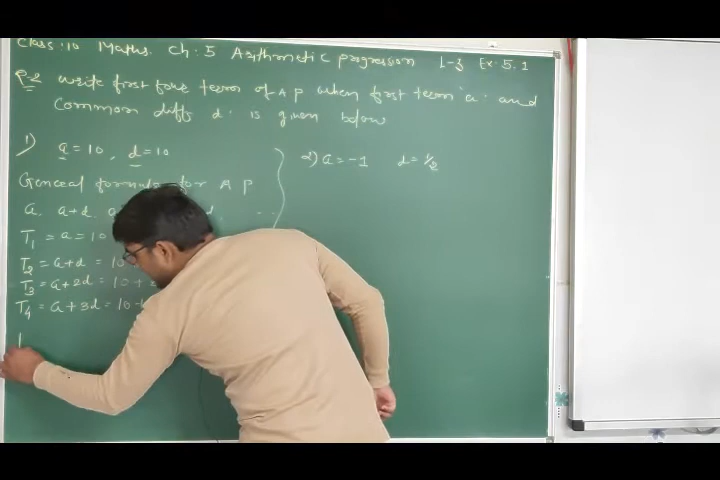 Class: 10 Maths. Ch: 5 Arithmetic progression L-3 Ex: 5.1
Q.2 write first four term of A P when first term 'a' and
Common diff d is given below
1) a = 10, d = 10
General formula for A P
a, a+d,
T1 = a = 10
T2 = a+d = 10
T3 = a+2d = 10 +
T4 = a+3d = 10
2) a = -1 d = 1/2